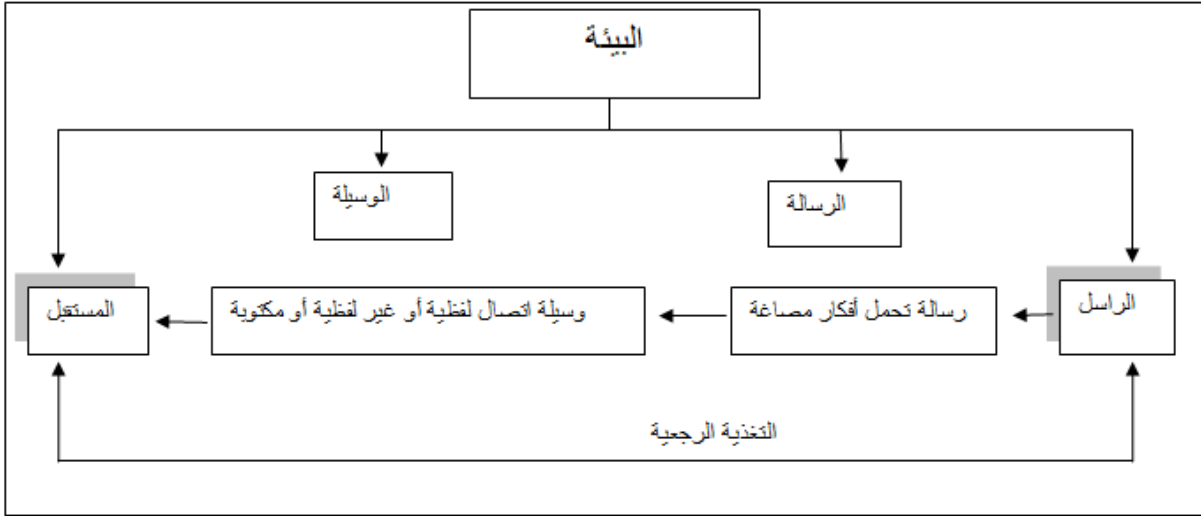 البيئة
الرسالة
الوسيلة
الراسل
رسالة تحمل أفكار مصاغة
وسيلة اتصال لفظية أو غير لفظية أو مكتوبة
المستقبل
التغذية الرجعية